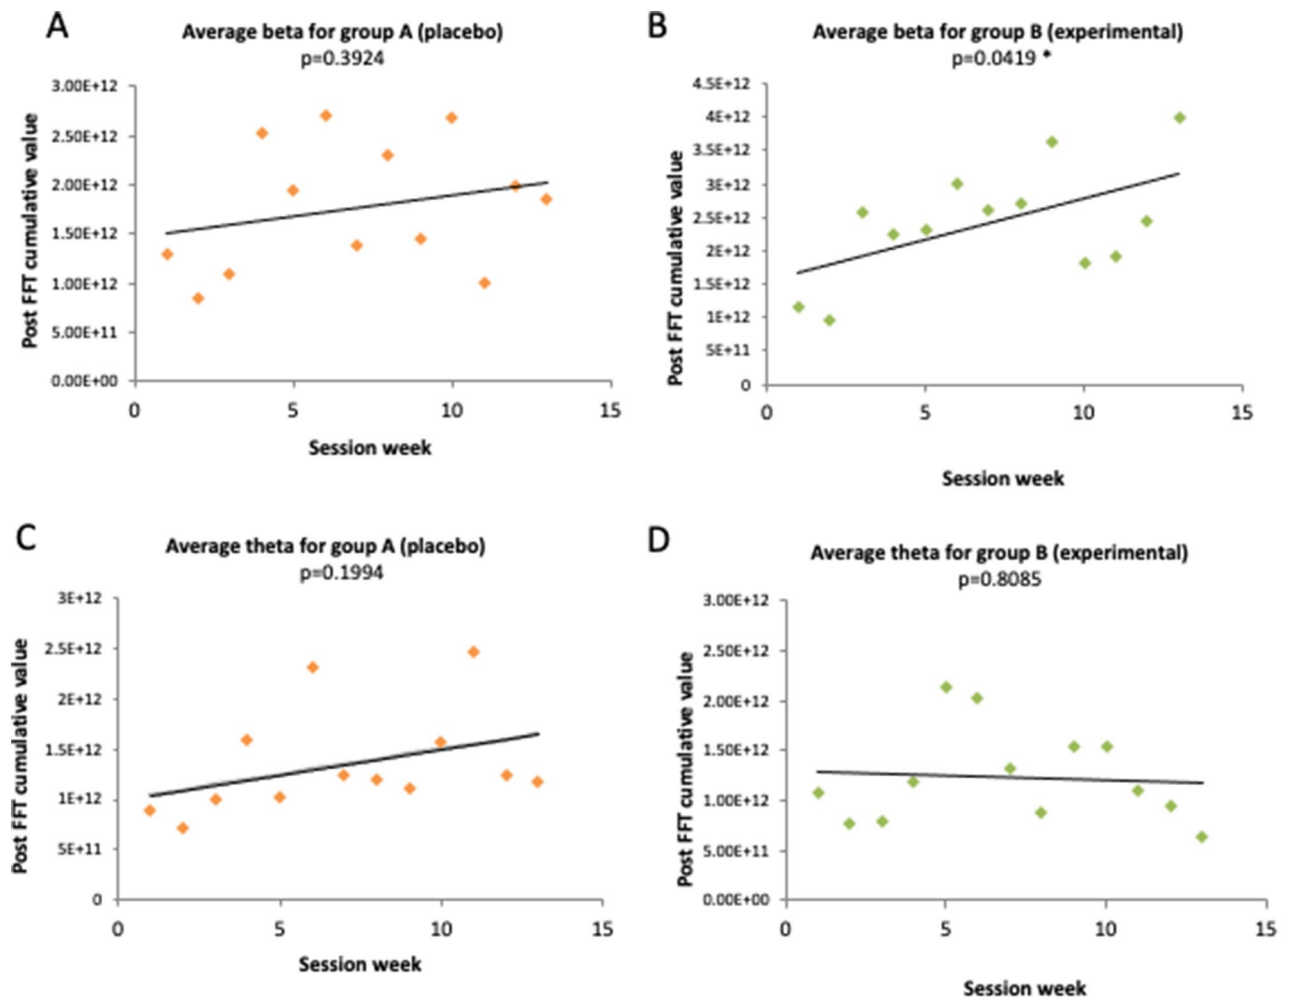 A
Average beta for group A (placebo)
p=0.3924
Post FFT cumulative value
3.00E+12
2.50E+12
2.00E+12
1.50E+12
1.00E+12
5.00E+11
0.00E+00
0 5 10 15
Session week
B
Average beta for group B (experimental)
p=0.0419 *
Post FFT cumulative value
4.5E+12
4E+12
3.5E+12
3E+12
2.5E+12
2E+12
1.5E+12
1E+12
5E+11
0
0 5 10 15
Session week
C
Average theta for goup A (placebo)
p=0.1994
Post FFT cumulative value
3E+12
2.5E+12
2E+12
1.5E+12
1E+12
5E+11
0
0 5 10 15
Session week
D
Average theta for group B (experimental)
p=0.8085
Post FFT cumulative value
3.00E+12
2.50E+12
2.00E+12
1.50E+12
1.00E+12
5.00E+11
0.00E+00
0 5 10 15
Session week